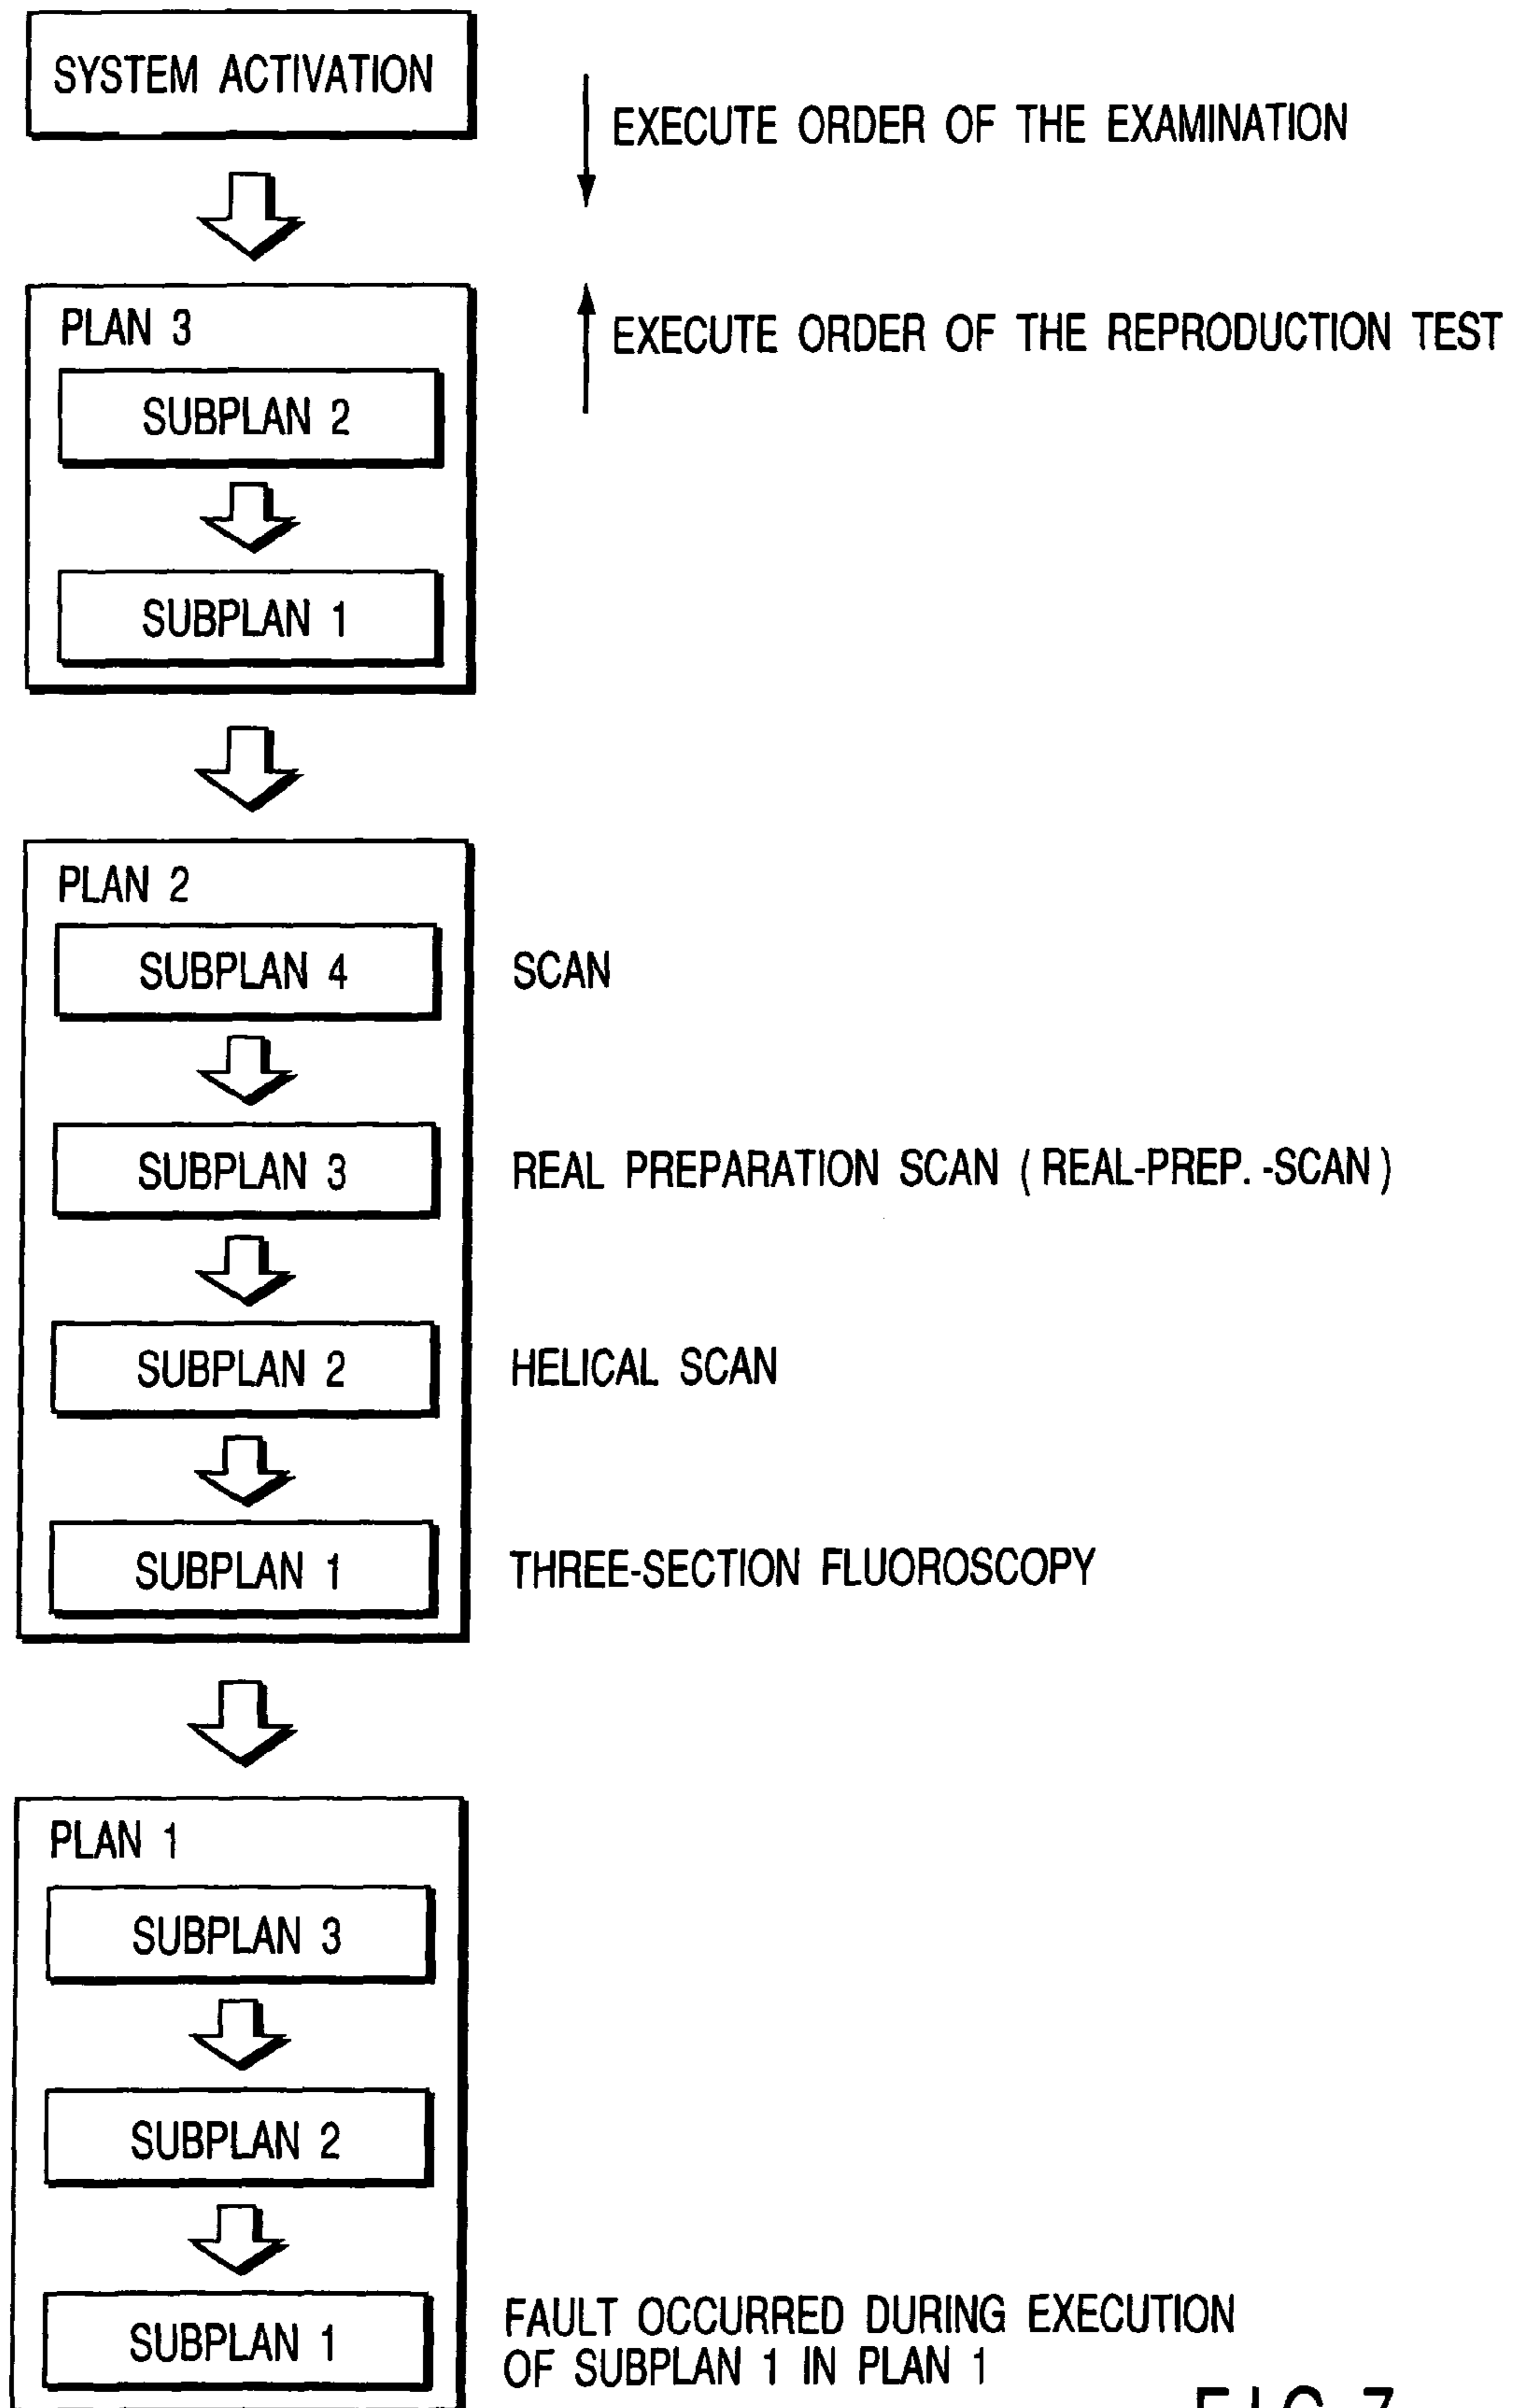 SYSTEM ACTIVATION
EXECUTE ORDER OF THE EXAMINATION
EXECUTE ORDER OF THE REPRODUCTION TEST
PLAN 3
SUBPLAN 2
SUBPLAN 1
PLAN 2
SUBPLAN 4
SCAN
SUBPLAN 3
REAL PREPARATION SCAN (REAL-PREP.-SCAN)
SUBPLAN 2
HELICAL SCAN
SUBPLAN 1
THREE-SECTION FLUOROSCOPY
PLAN 1
SUBPLAN 3
SUBPLAN 2
SUBPLAN 1
FAULT OCCURRED DURING EXECUTION
OF SUBPLAN 1 IN PLAN 1
FIG. 7